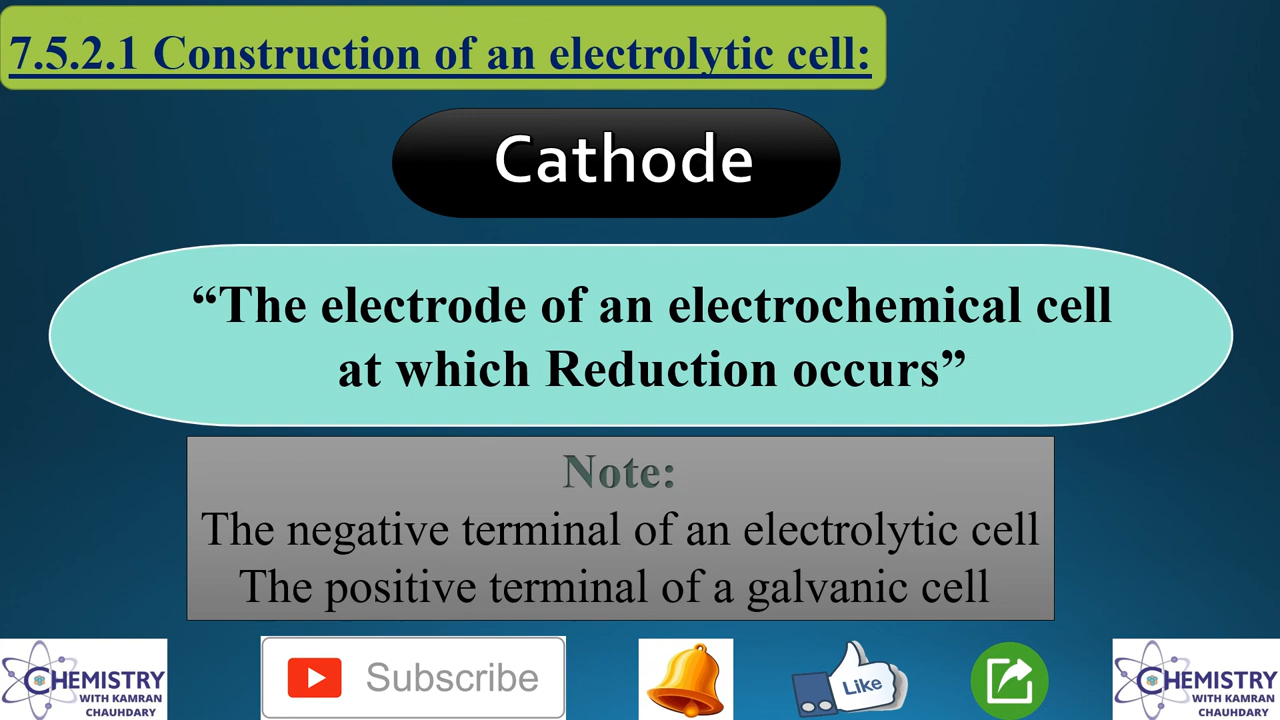 7.5.2.1 Construction of an electrolytic cell:
Cathode
“The electrode of an electrochemical cell
at which Reduction occurs”
Note:
The negative terminal of an electrolytic cell
The positive terminal of a galvanic cell
CHEMISTRY
WITH KAMRAN
CHAUHDARY
Subscribe
Like
CHEMISTRY
WITH KAMRAN
CHAUHDARY